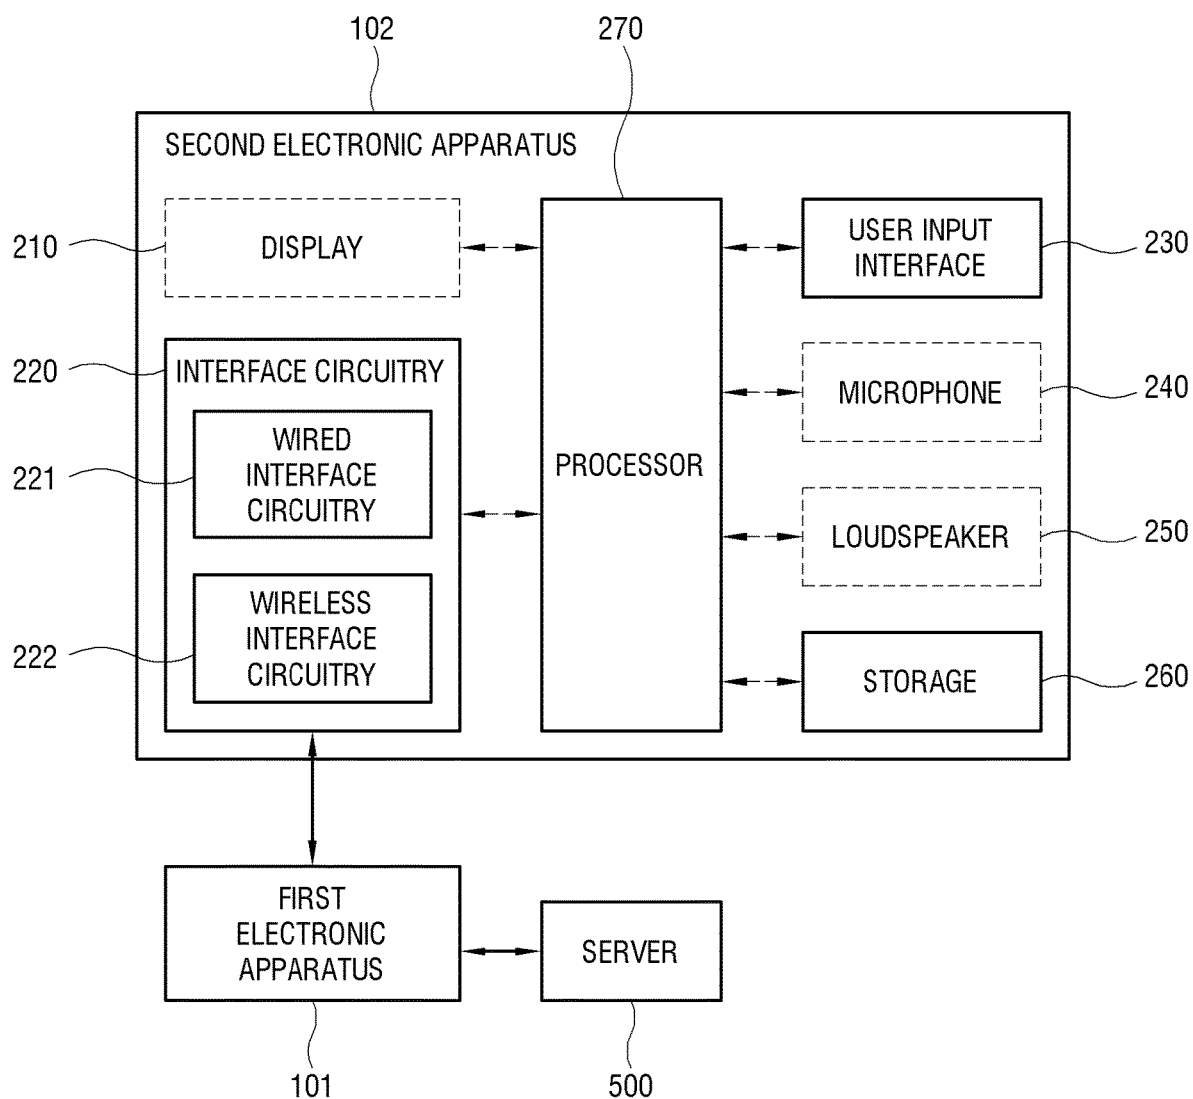 102
270
SECOND ELECTRONIC APPARATUS
210
DISPLAY
USER INPUT
INTERFACE
230
220
INTERFACE CIRCUITRY
MICROPHONE
240
221
WIRED
INTERFACE
CIRCUITRY
PROCESSOR
LOUDSPEAKER
250
222
WIRELESS
INTERFACE
CIRCUITRY
STORAGE
260
FIRST
ELECTRONIC
APPARATUS
SERVER
101
500